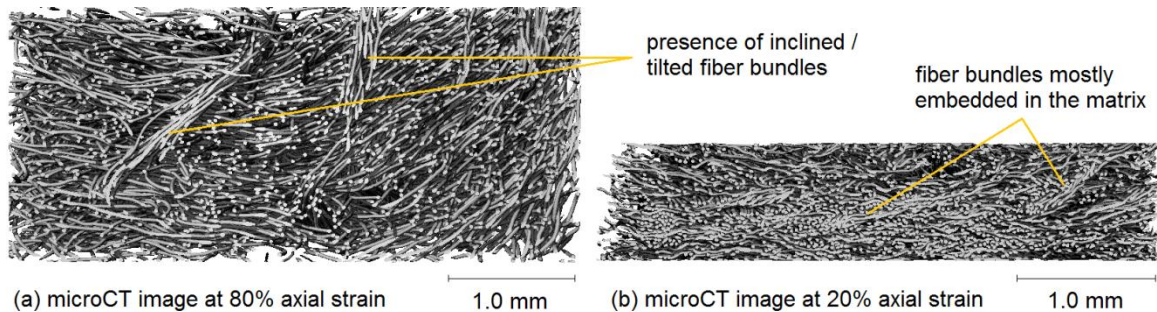 presence of inclined /
tilted fiber bundles
fiber bundles mostly
embedded in the matrix
(a) microCT image at 80% axial strain
1.0 mm
(b) microCT image at 20% axial strain
1.0 mm